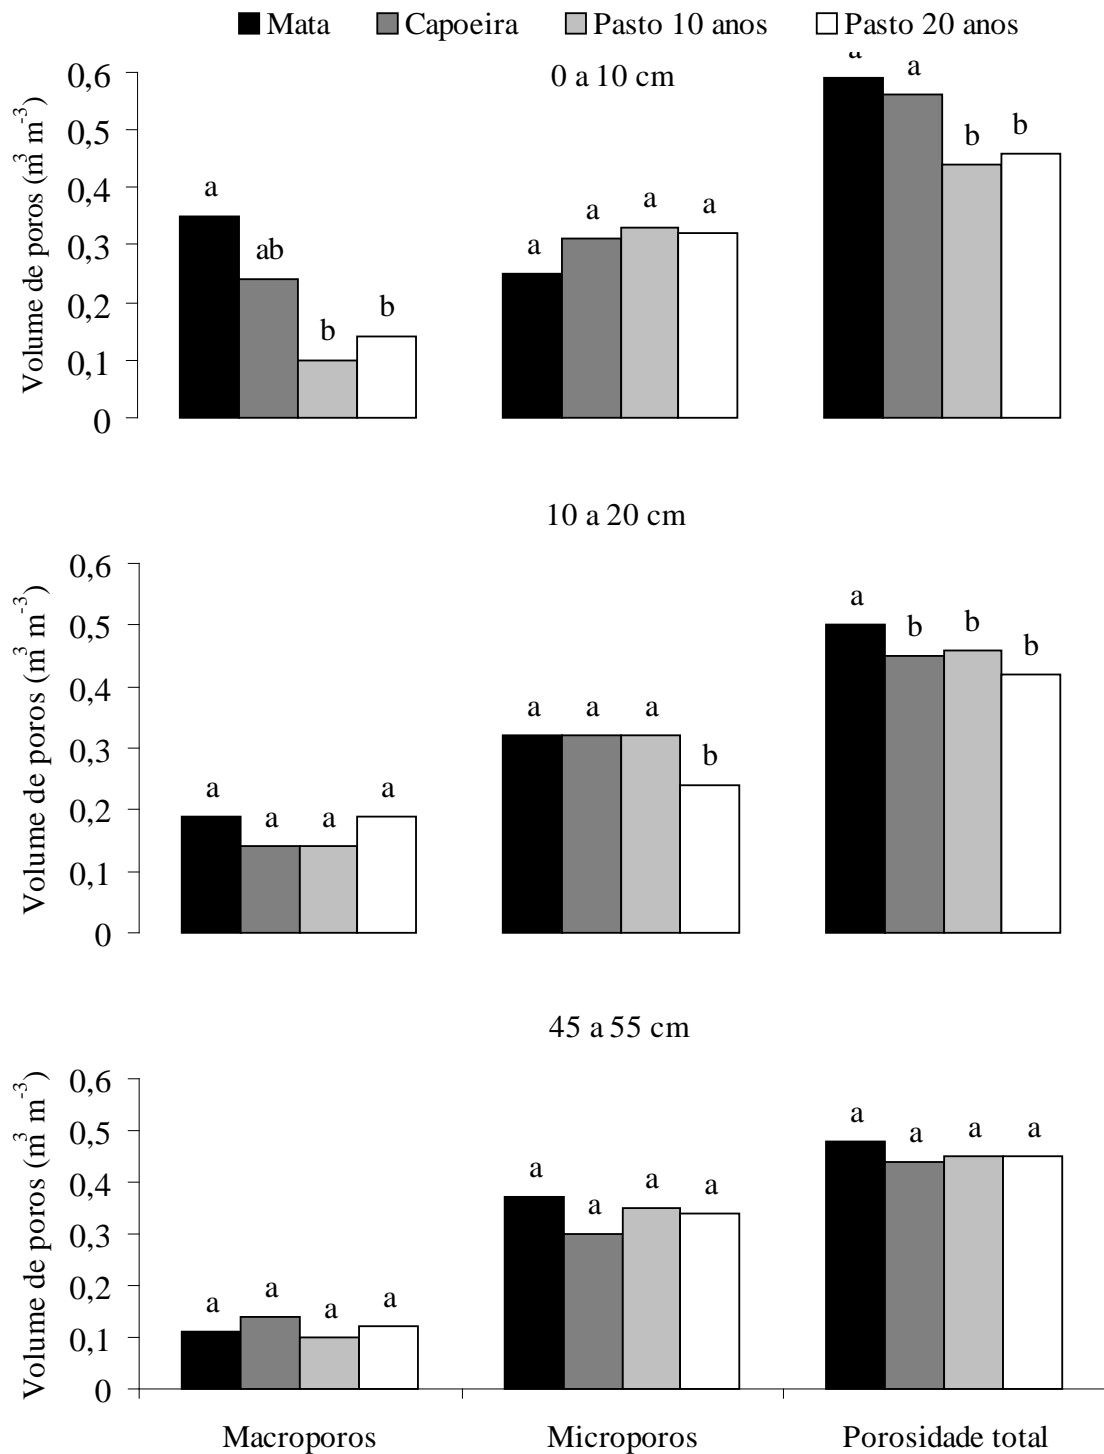 Mata Capoeira Pasto 10 anos Pasto 20 anos
0 a 10 cm
Volume de poros (m³ m⁻³)
0,6
0,5
0,4
0,3
0,2
0,1
0
a ab b b
a a a a
a a b b
10 a 20 cm
Volume de poros (m³ m⁻³)
0,6
0,5
0,4
0,3
0,2
0,1
0
a a a a
a a a b
a b b b
45 a 55 cm
Volume de poros (m³ m⁻³)
0,6
0,5
0,4
0,3
0,2
0,1
0
a a a a
a a a a
a a a a
Macroporos Microporos Porosidade total